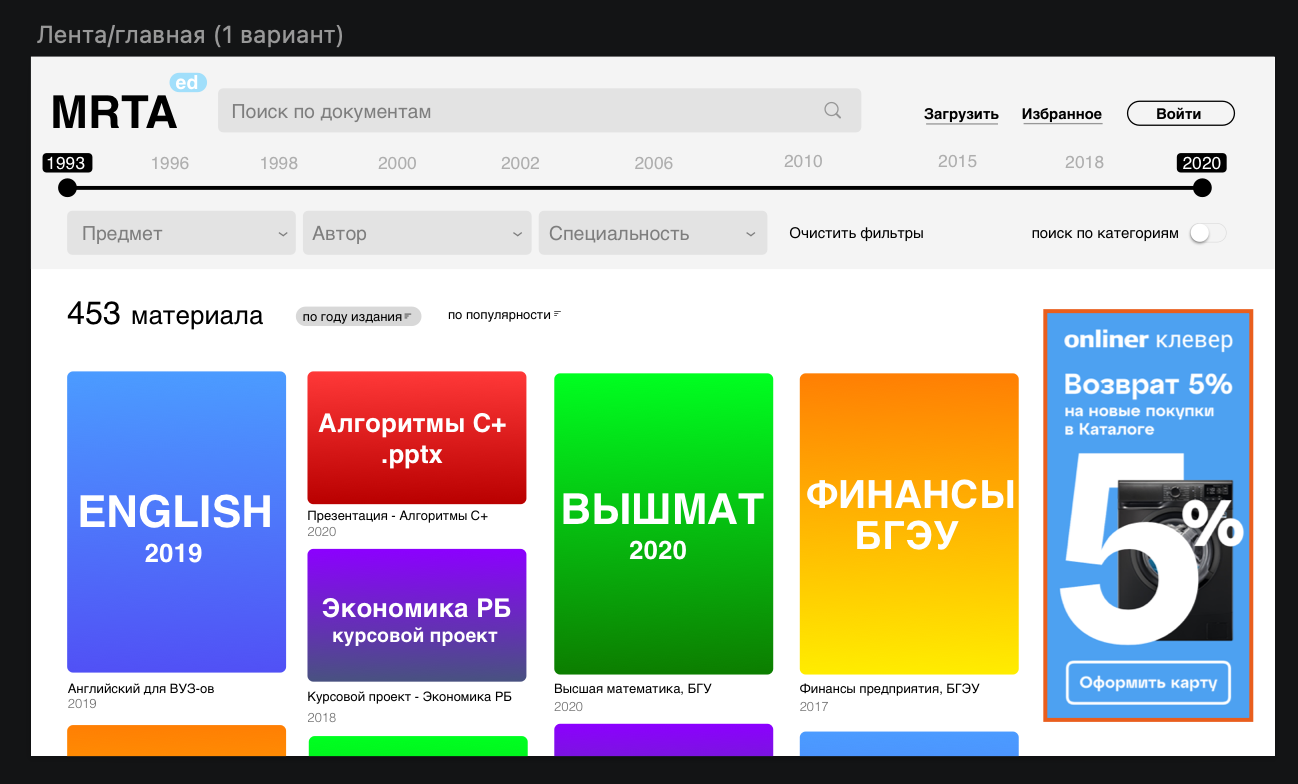 Лента/главная (1 вариант)
MRTA ed
Поиск по документам
Загрузить Избранное Войти
1993 1996 1998 2000 2002 2006 2010 2015 2018 2020
Предмет Автор Специальность Очистить фильтры поиск по категориям
453 материала по году издания по популярности
ENGLISH
2019
Английский для ВУЗ-ов
2019
Алгоритмы С+
.pptx
Презентация - Алгоритмы С+
2020
Экономика РБ
курсовой проект
Курсовой проект - Экономика РБ
2018
ВЫШМАТ
2020
Высшая математика, БГУ
2020
ФИНАНСЫ
БГЭУ
Финансы предприятия, БГЭУ
2017
onliner клевер
Возврат 5%
на новые покупки
в Каталоге
5%
Оформить карту